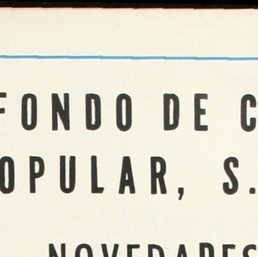 FONDO DE C
OPULAR, S.
NOVEDADES